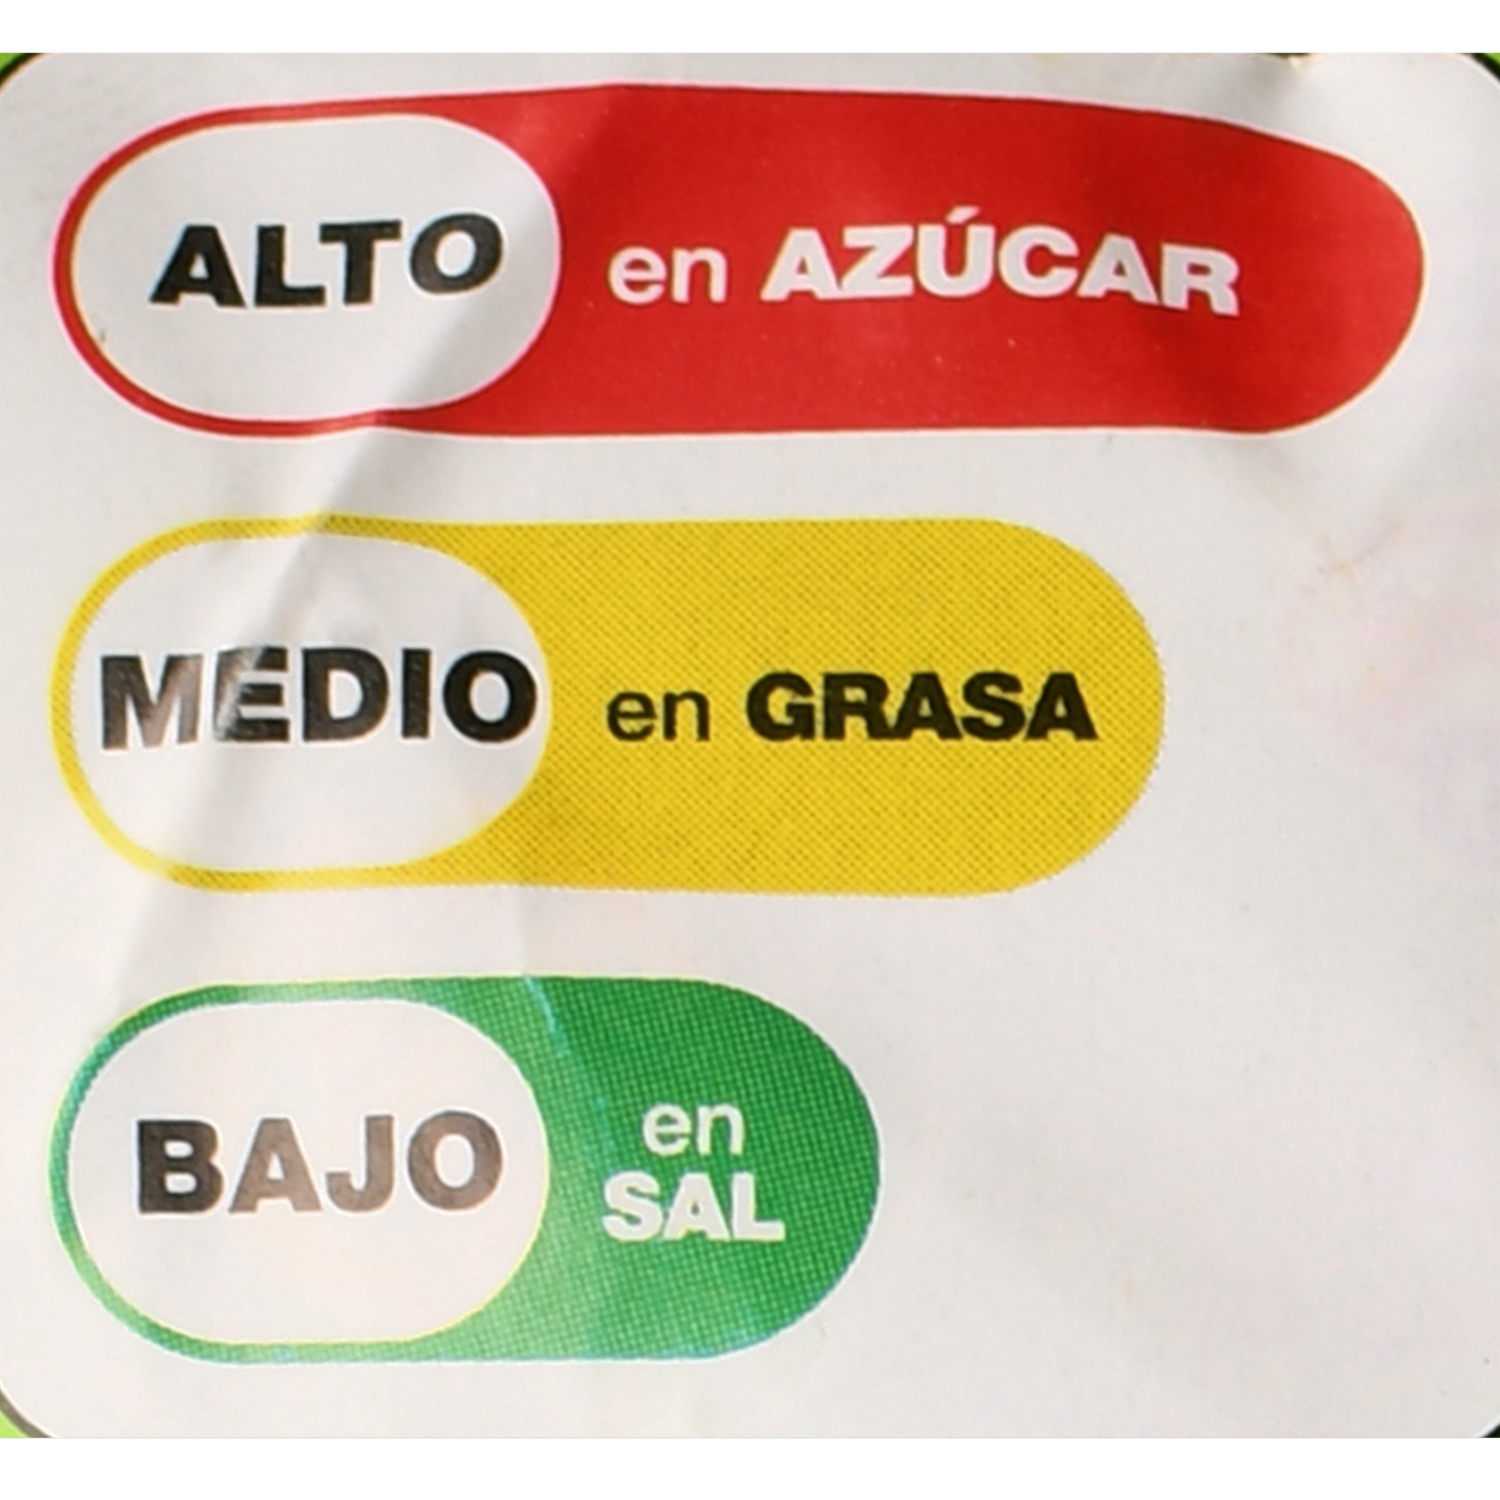 ALTO en AZÚCAR
MEDIO en GRASA
BAJO en
SAL